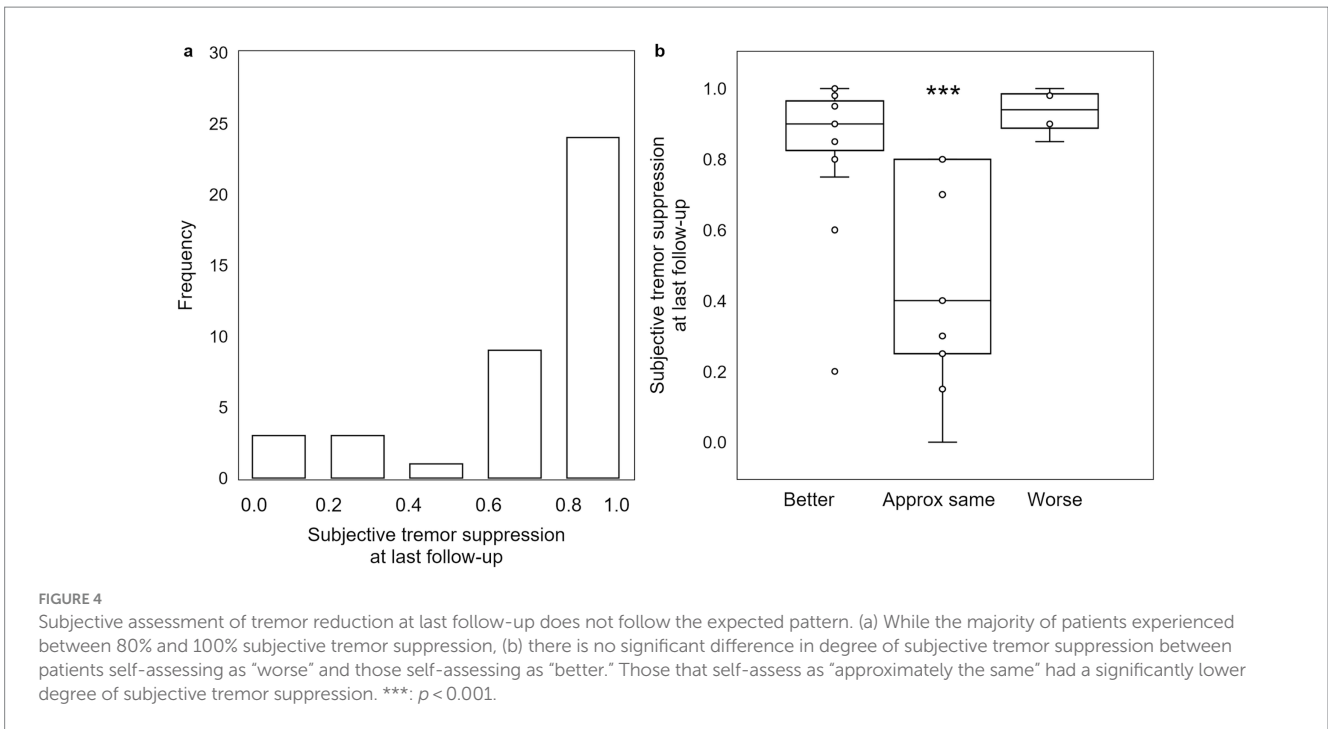 a
30
25
20
15
10
5
0
Frequency
0.0 0.2 0.4 0.6 0.8 1.0
Subjective tremor suppression
at last follow-up
b
1.0
0.8
0.6
0.4
0.2
0.0
Subjective tremor suppression
at last follow-up
***
Better Approx same Worse
FIGURE 4
Subjective assessment of tremor reduction at last follow-up does not follow the expected pattern. (a) While the majority of patients experienced
between 80% and 100% subjective tremor suppression, (b) there is no significant difference in degree of subjective tremor suppression between
patients self-assessing as “worse” and those self-assessing as “better.” Those that self-assess as “approximately the same” had a significantly lower
degree of subjective tremor suppression. ***: p < 0.001.